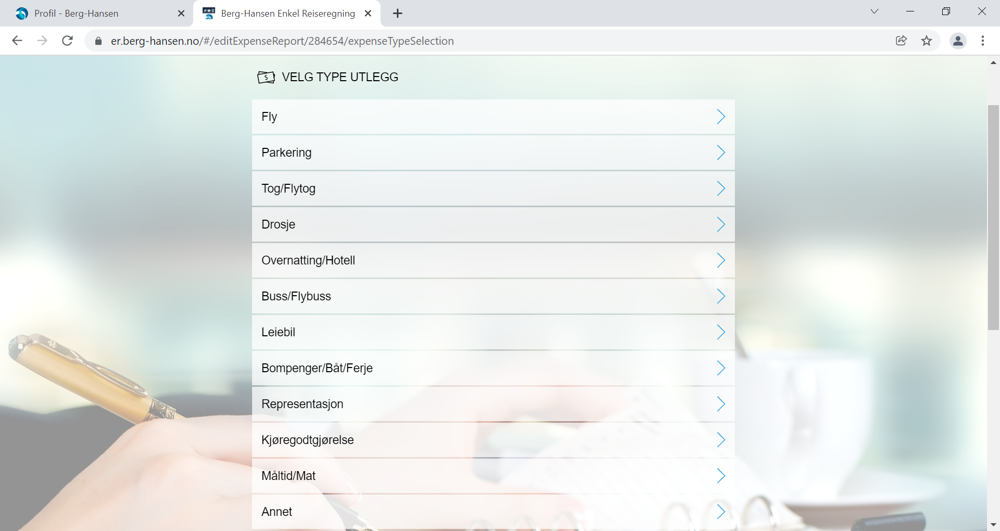 Profil - Berg-Hansen
Berg-Hansen Enkel Reiseregning
er.berg-hansen.no/#/editExpenseReport/284654/expenseTypeSelection
VELG TYPE UTLEGG
Fly
Parkering
Tog/Flytog
Drosje
Overnatting/Hotell
Buss/Flybuss
Leiebil
Bompenger/Båt/Ferje
Representasjon
Kjøregodtgjørelse
Måltid/Mat
Annet